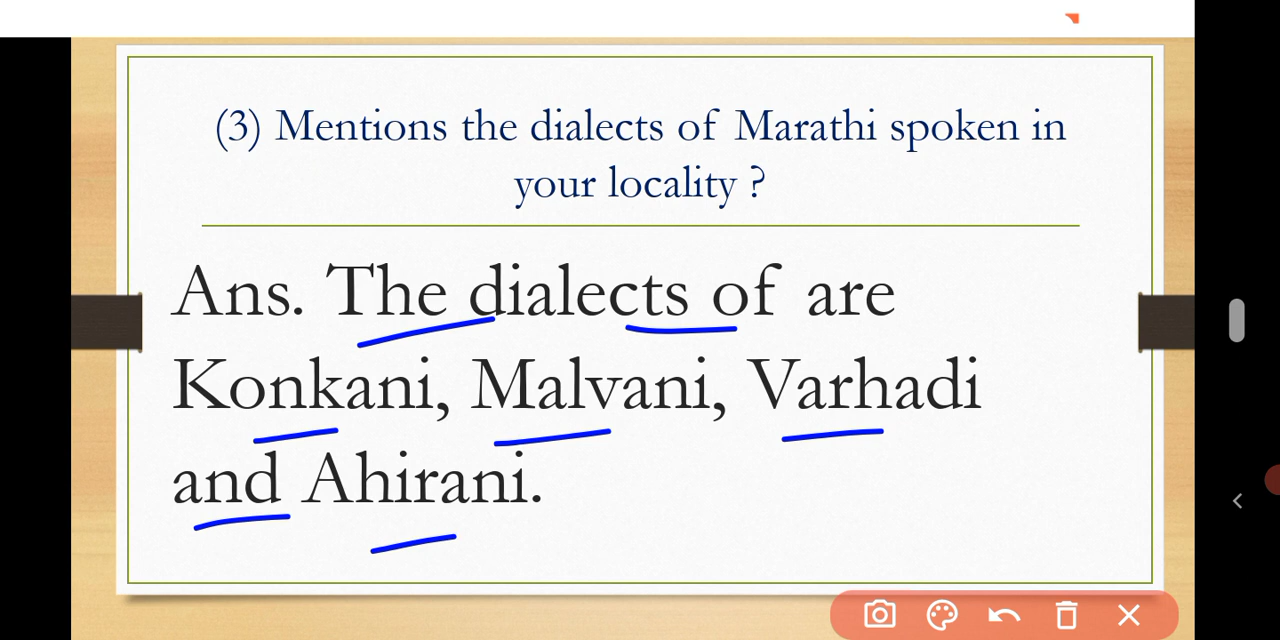 (3) Mentions the dialects of Marathi spoken in
your locality ?
Ans. The dialects of are
Konkani, Malvani, Varhadi
and Ahirani.